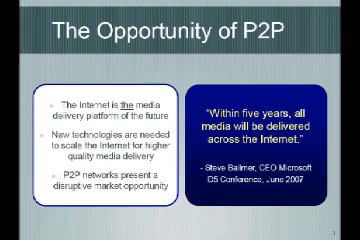 The Opportunity of P2P
The Internet is the media
delivery platform of the future
New technologies are needed
to scale the Internet for higher
quality media delivery
P2P networks present a
disruptive market opportunity
“Within five years, all
media will be delivered
across the Internet.”
- Steve Ballmer, CEO Microsoft
D5 Conference, June 2007